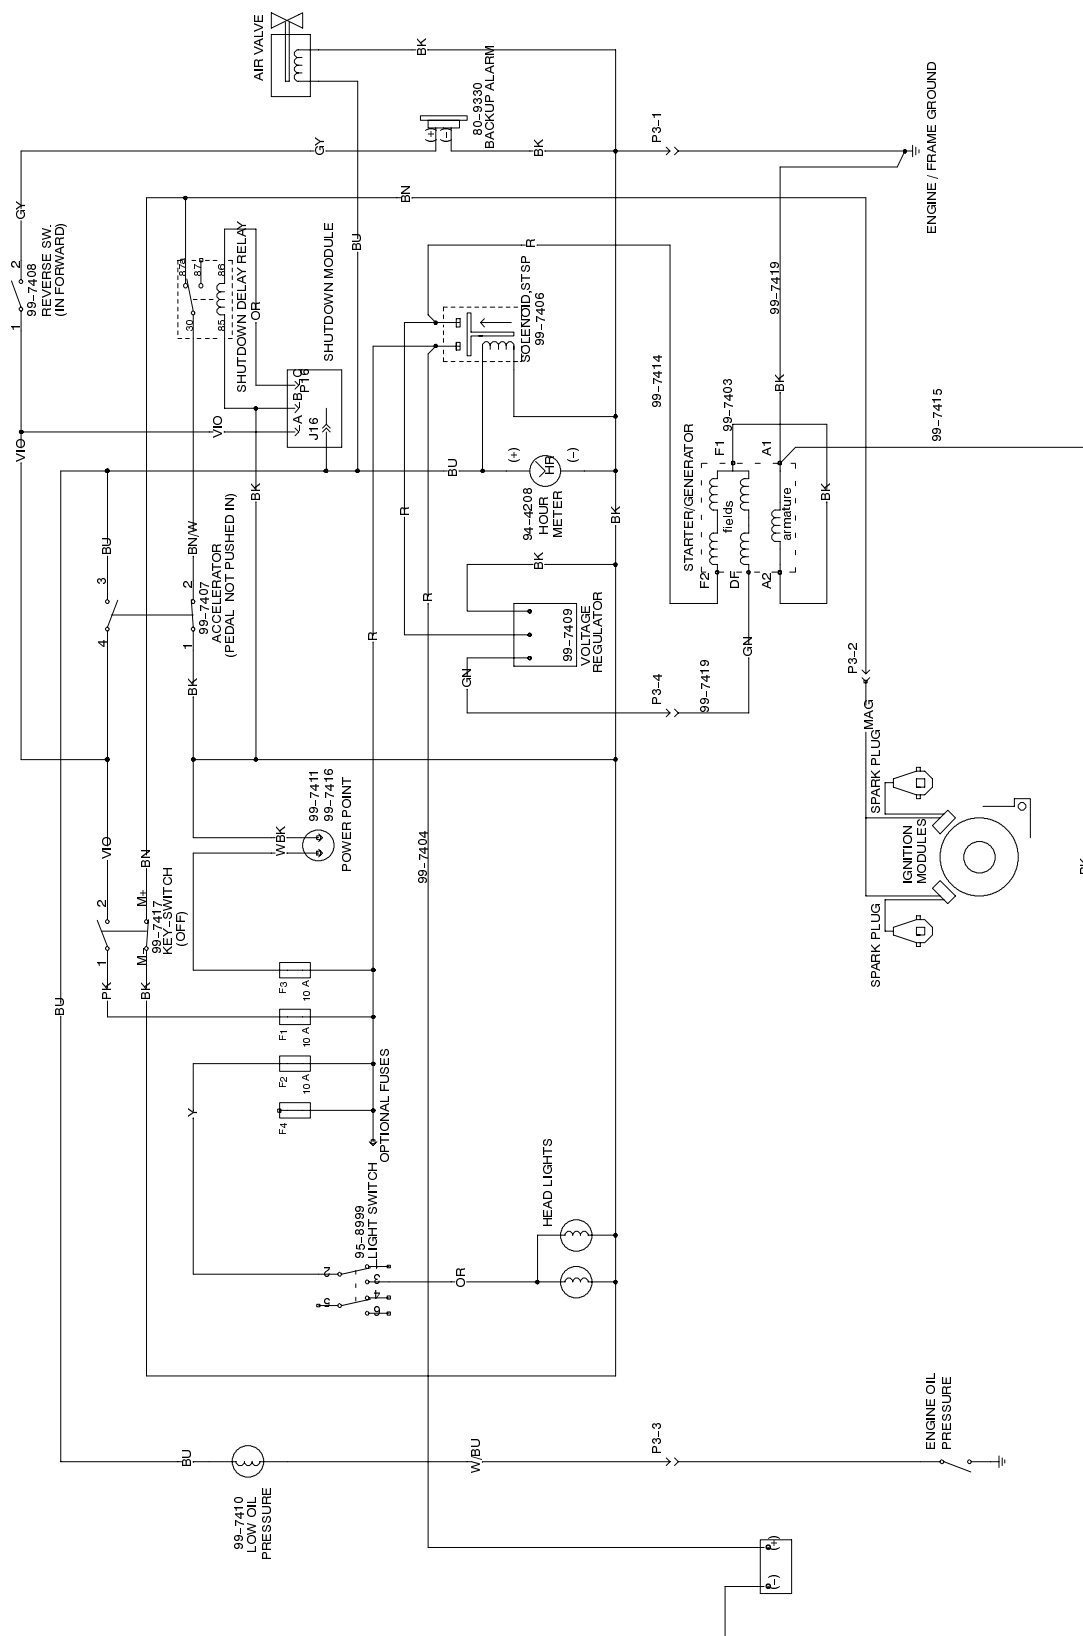 AIR VALVE
BK
80-9330
BACKUP ALARM
(+)
(-)
GY
BK
P3-1
ENGINE / FRAME GROUND
BN
GY
99-7408
REVERSE SW.
(IN FORWARD)
2
1
87a
87
86
30
85
SHUTDOWN DELAY RELAY
OR
SHUTDOWN MODULE
BU
R
SOLENOID,STSP
99-7406
99-7419
C
B
A
P16
J16
VIO
VIO
99-7414
99-7403
BK
99-7415
BU
(+)
(-)
HR
94-4208
HOUR
METER
STARTER/GENERATOR
F1
A1
fields
armature
F2
DF
A2
BK
BK
BK
R
BU
BN/W
3
4
2
1
99-7407
ACCELERATOR
(PEDAL NOT PUSHED IN)
BK
R
R
BK
99-7409
VOLTAGE
REGULATOR
GN
GN
P3-4
99-7419
P3-2
MAG
SPARK PLUG
99-7411
99-7416
POWER POINT
BK
W
99-7404
IGNITION
MODULES
VIO
BN
2
1
M+
M-
99-7417
KEY-SWITCH
(OFF)
SPARK PLUG
BU
PK
BK
F3
10 A
F1
10 A
F2
10 A
F4
OPTIONAL FUSES
Y
95-8999
LIGHT SWITCH
2
3
4
5
6
OR
HEAD LIGHTS
BU
99-7410
LOW OIL
PRESSURE
W/BU
P3-3
ENGINE OIL
PRESSURE
(+)
(-)